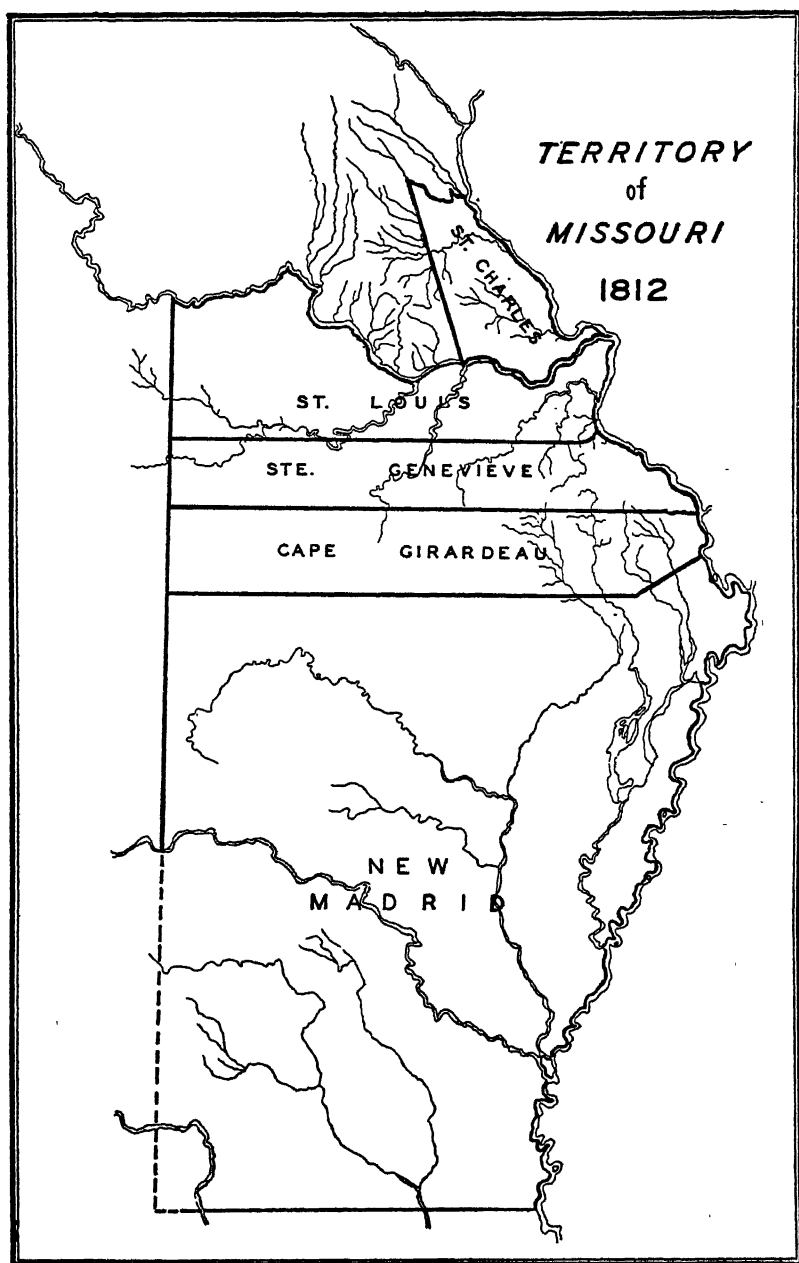 TERRITORY
of
MISSOURI
1812
ST. CHARLES
ST. LOUIS
STE. GENEVIEVE
CAPE GIRARDEAU
NEW
MADRID